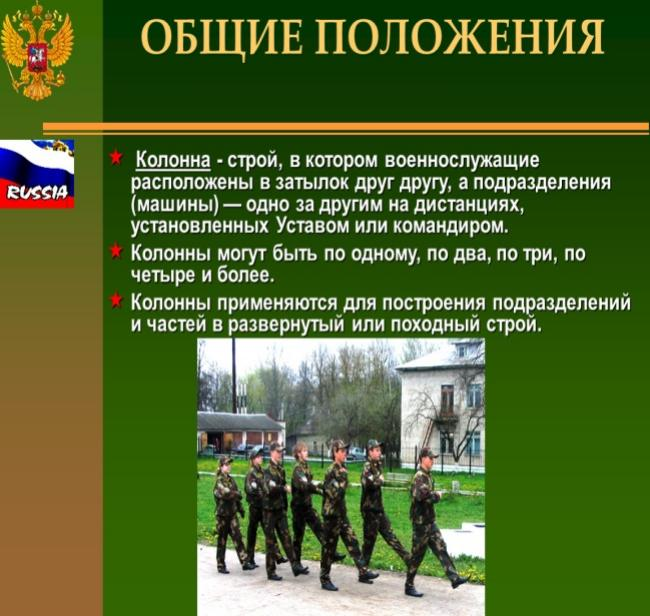 ОБЩИЕ ПОЛОЖЕНИЯ
RUSSIA
Колонна - строй, в котором военнослужащие
расположены в затылок друг другу, а подразделения
(машины) — одно за другим на дистанциях,
установленных Уставом или командиром.
Колонны могут быть по одному, по два, по три, по
четыре и более.
Колонны применяются для построения подразделений
и частей в развернутый или походный строй.